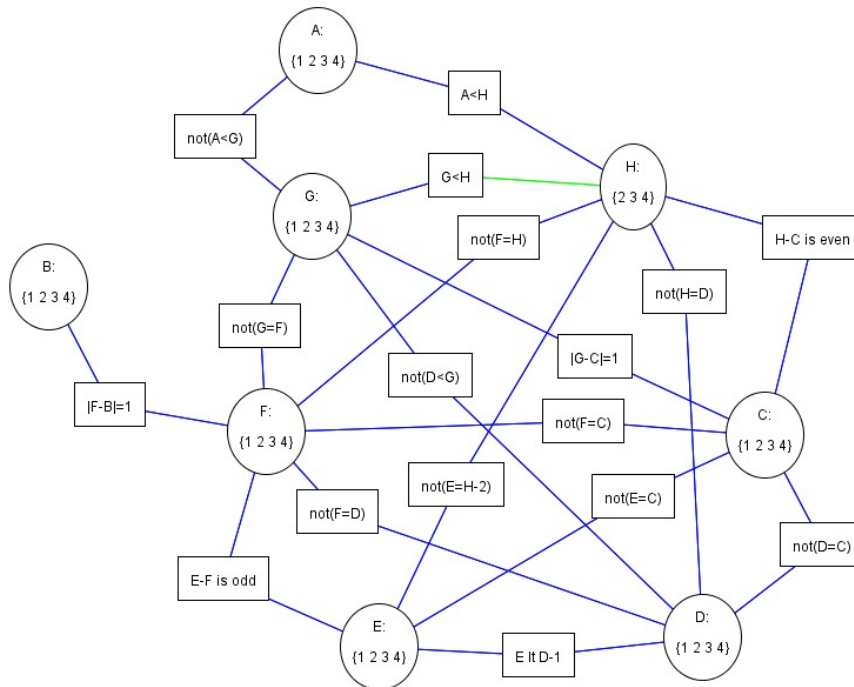 A:
{1 2 3 4}
A<H
not(A<G)
G<H
H:
{2 3 4}
G:
{1 2 3 4}
not(F=H)
H-C is even
B:
{1 2 3 4}
not(H=D)
not(G=F)
|G-C|=1
not(D<G)
|F-B|=1
F:
{1 2 3 4}
not(F=C)
C:
{1 2 3 4}
not(E=H-2)
not(E=C)
not(F=D)
not(D=C)
E-F is odd
E:
{1 2 3 4}
E lt D-1
D:
{1 2 3 4}